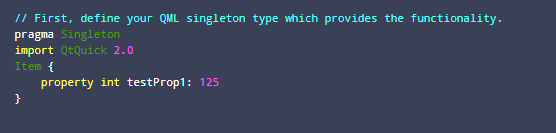 // First, define your QML singleton type which provides the functionality.
pragma Singleton
import QtQuick 2.0
Item {
    property int testProp1: 125
}